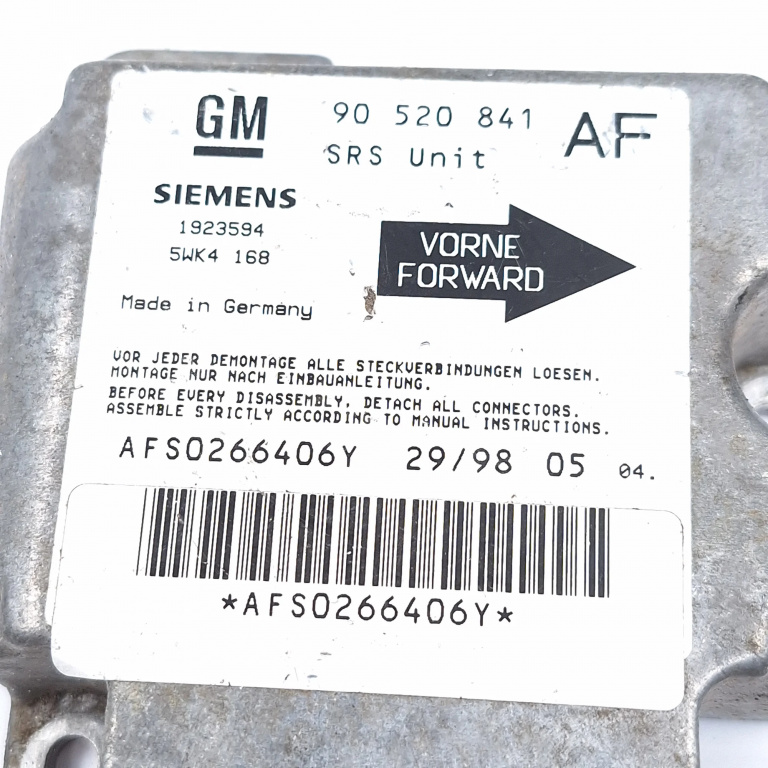 GM 90 520 841 AF
SRS Unit
SIEMENS
1923594
5WK4 168
VORNE
FORWARD
Made in Germany
VOR JEDER DEMONTAGE ALLE STECKVERBINDUNGEN LOESEN.
MONTAGE NUR NACH EINBAUANLEITUNG.
BEFORE EVERY DISASSEMBLY, DETACH ALL CONNECTORS.
ASSEMBLE STRICTLY ACCORDING TO MANUAL INSTRUCTIONS.
AFS0266406Y 29/98 05 04.
*AFS0266406Y*